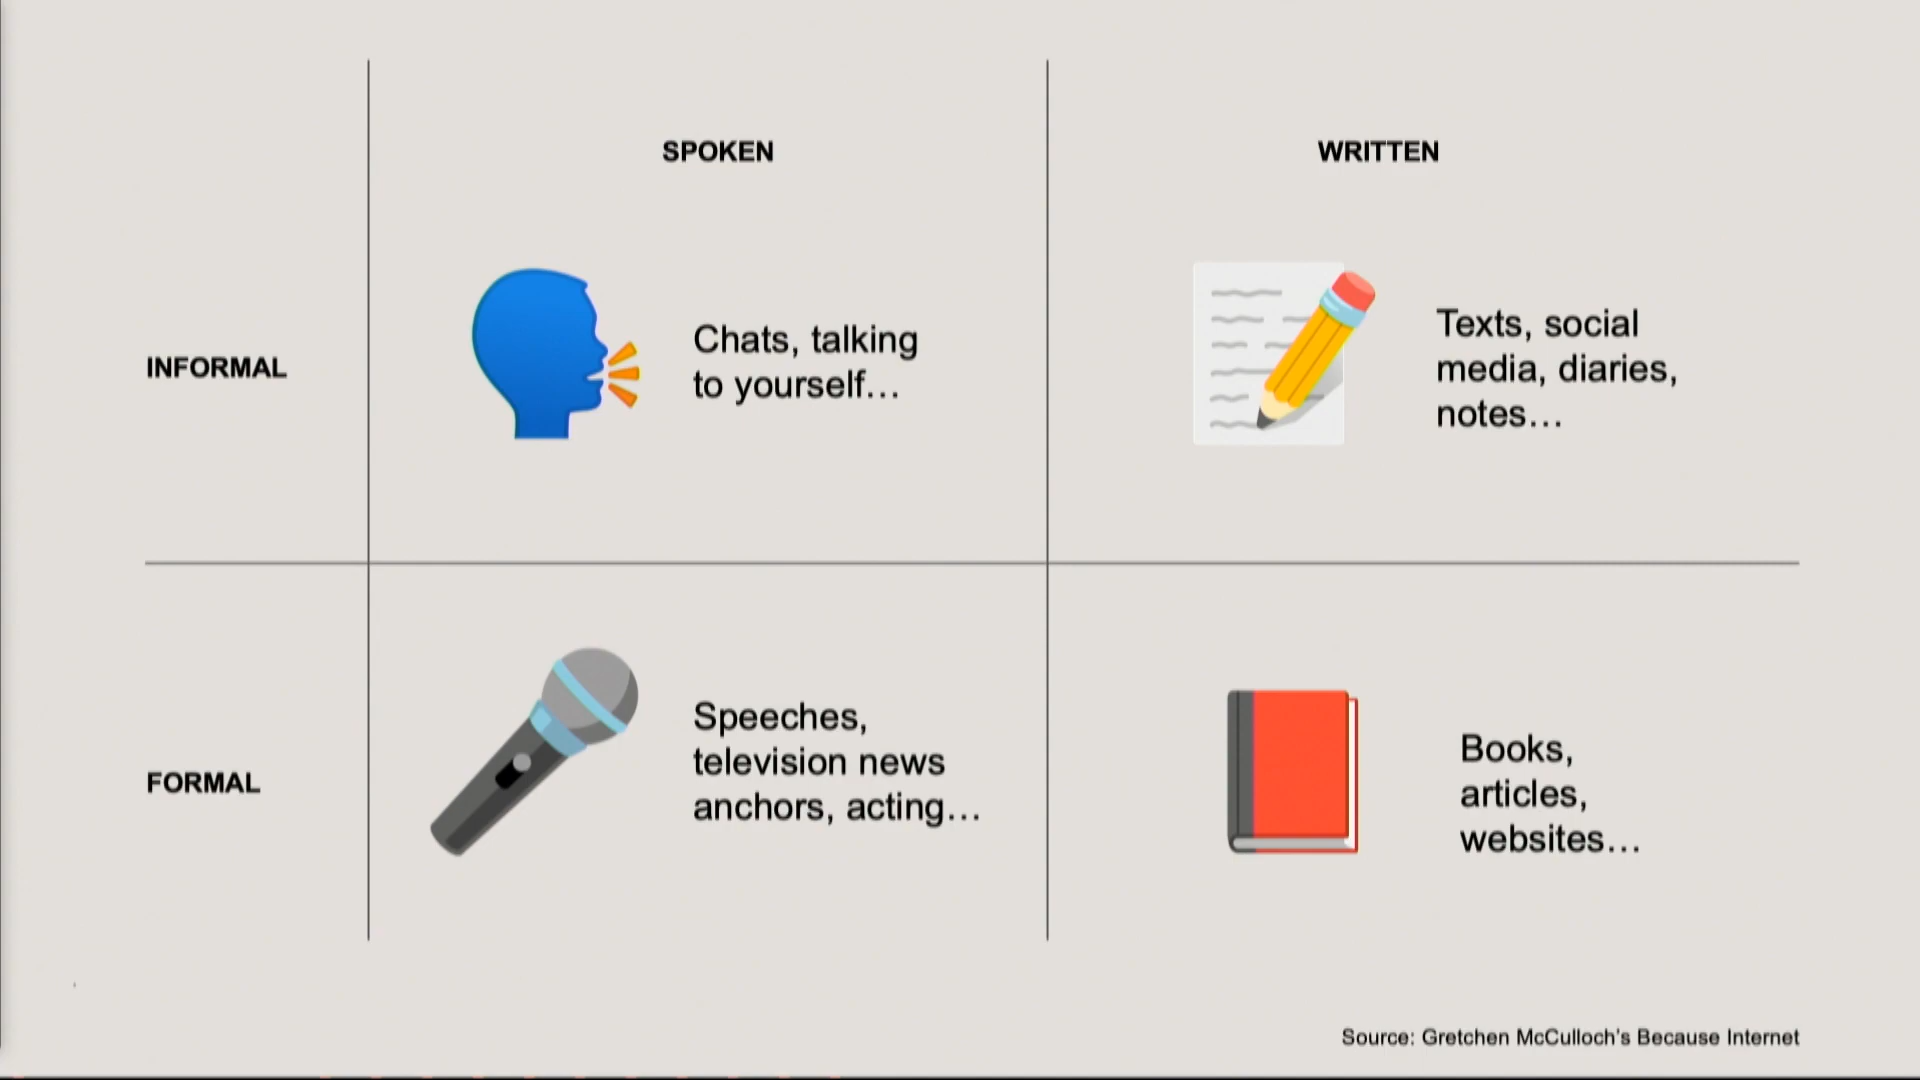 SPOKEN
WRITTEN
INFORMAL
Chats, talking
to yourself…
Texts, social
media, diaries,
notes…
FORMAL
Speeches,
television news
anchors, acting…
Books,
articles,
websites…
Source: Gretchen McCulloch's Because Internet